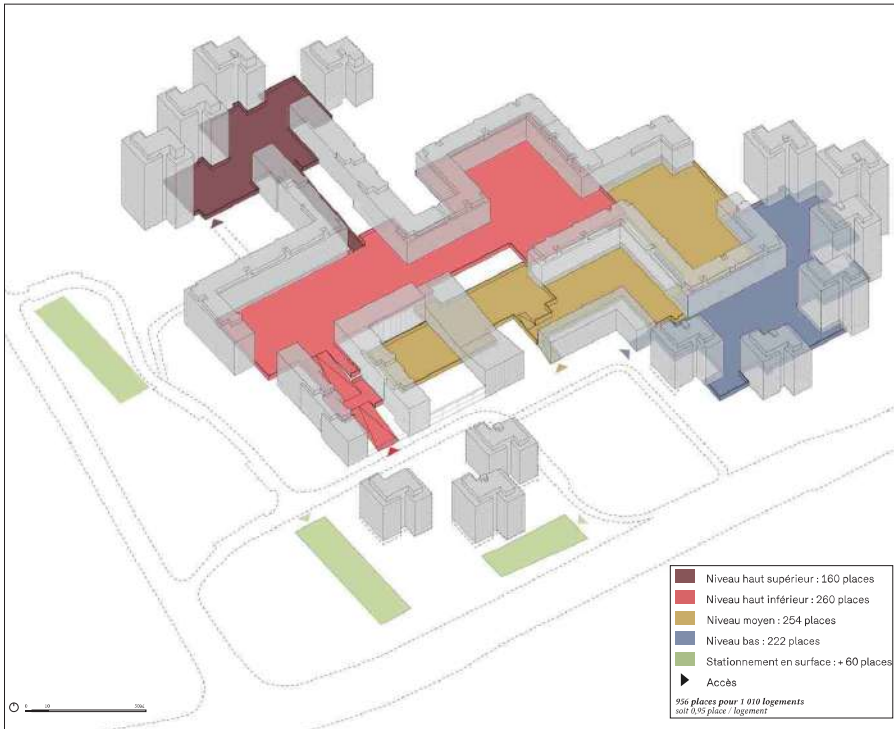 Niveau haut supérieur : 160 places
Niveau haut inférieur : 260 places
Niveau moyen : 254 places
Niveau bas : 222 places
Stationnement en surface : + 60 places
Accès
956 places pour 1 010 logements
soit 0,95 place / logement